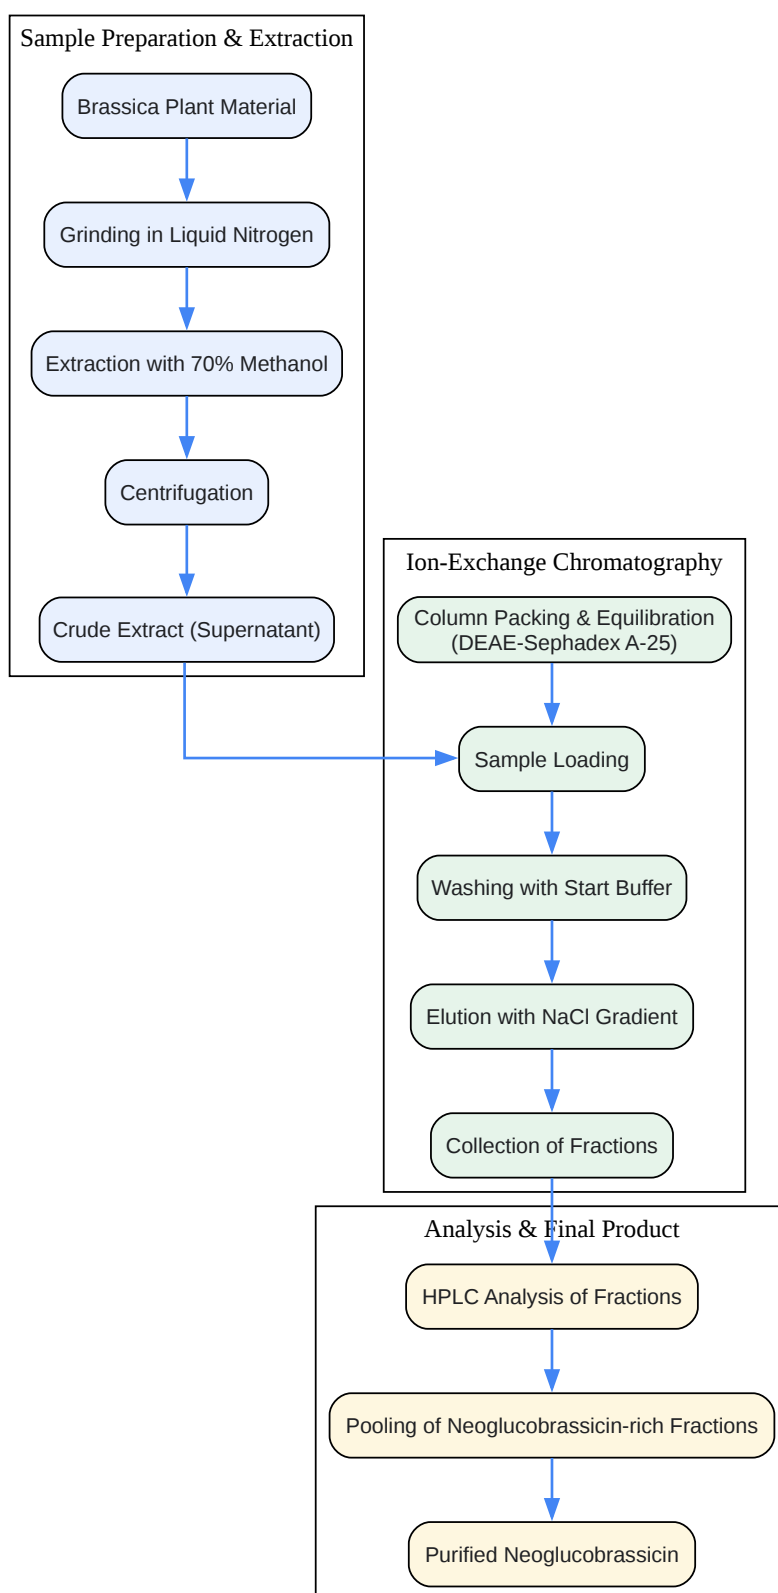 Sample Preparation & Extraction
Brassica Plant Material
Grinding in Liquid Nitrogen
Extraction with 70% Methanol
Centrifugation
Crude Extract (Supernatant)
Ion-Exchange Chromatography
Column Packing & Equilibration
(DEAE-Sephadex A-25)
Sample Loading
Washing with Start Buffer
Elution with NaCl Gradient
Collection of Fractions
Analysis & Final Product
HPLC Analysis of Fractions
Pooling of Neoglucobrassicin-rich Fractions
Purified Neoglucobrassicin